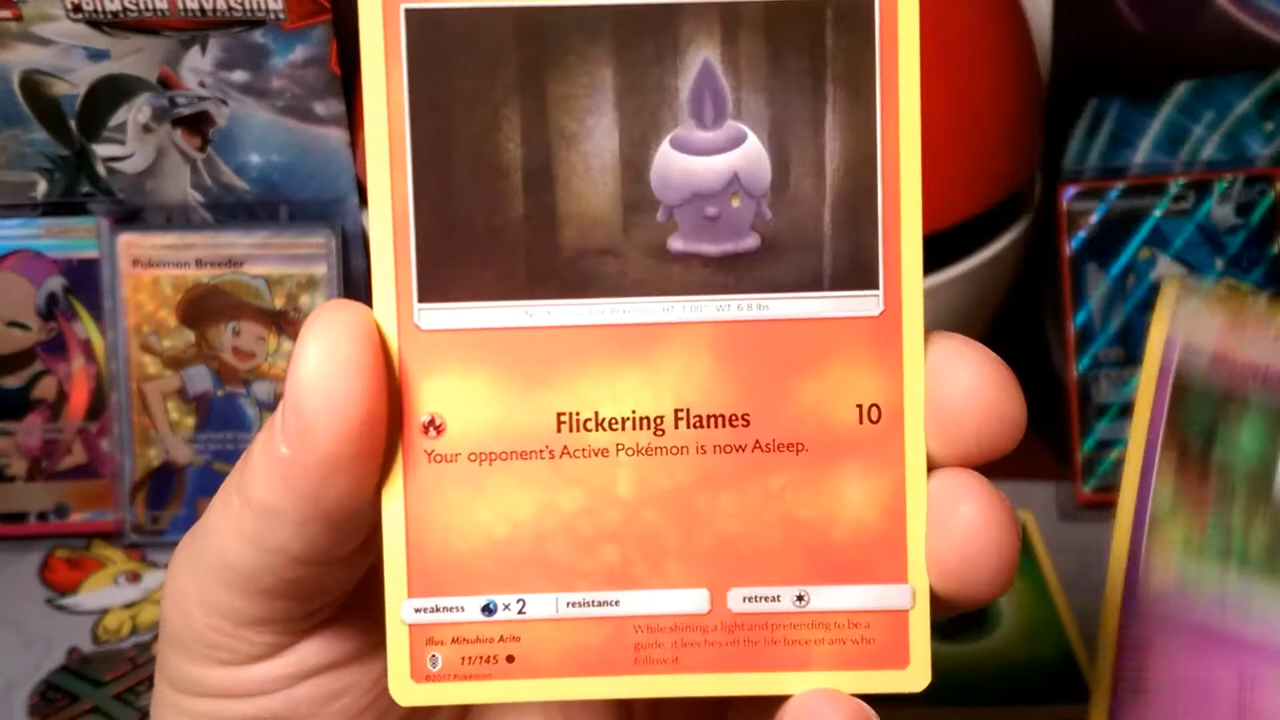 CRIMSON INVASION
Pokémon Breeder
HT: 1'00" WT: 6.8 lbs
Flickering Flames 10
Your opponent's Active Pokémon is now Asleep.
weakness ×2 resistance retreat
Illus. Mitsuhiro Arita
11/145
©2017 Pokémon
While shining a light and pretending to be a
guide, it leeches off the life force of any who
follow it.